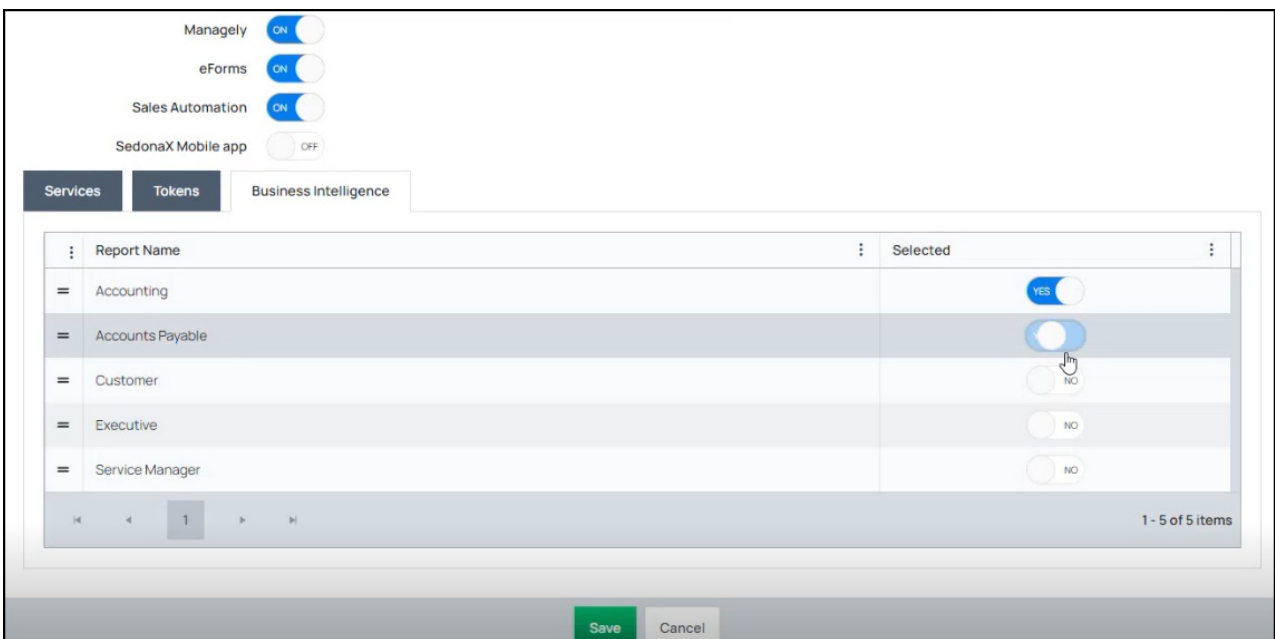 Managely ON
eForms ON
Sales Automation ON
SedonaX Mobile app OFF
Services Tokens Business Intelligence
Report Name Selected
Accounting YES
Accounts Payable
Customer NO
Executive NO
Service Manager NO
1 1 - 5 of 5 items
Save Cancel